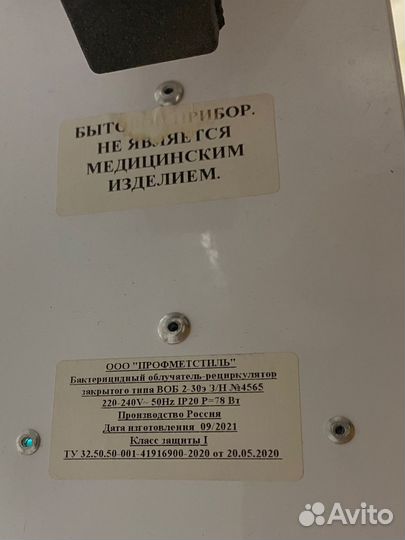 БЫТОВОЙ ПРИБОР.
НЕ ЯВЛЯЕТСЯ
МЕДИЦИНСКИМ
ИЗДЕЛИЕМ.
ООО "ПРОФМЕТСТИЛЬ"
Бактерицидный облучатель-рециркулятор
закрытого типа ВОБ 2-30э З/Н №4565
220-240V~ 50Hz IP20 P=78 Вт
Производство Россия
Дата изготовления 09/2021
Класс защиты I
ТУ 32.50.50-001-41916900-2020 от 20.05.2020
Avito